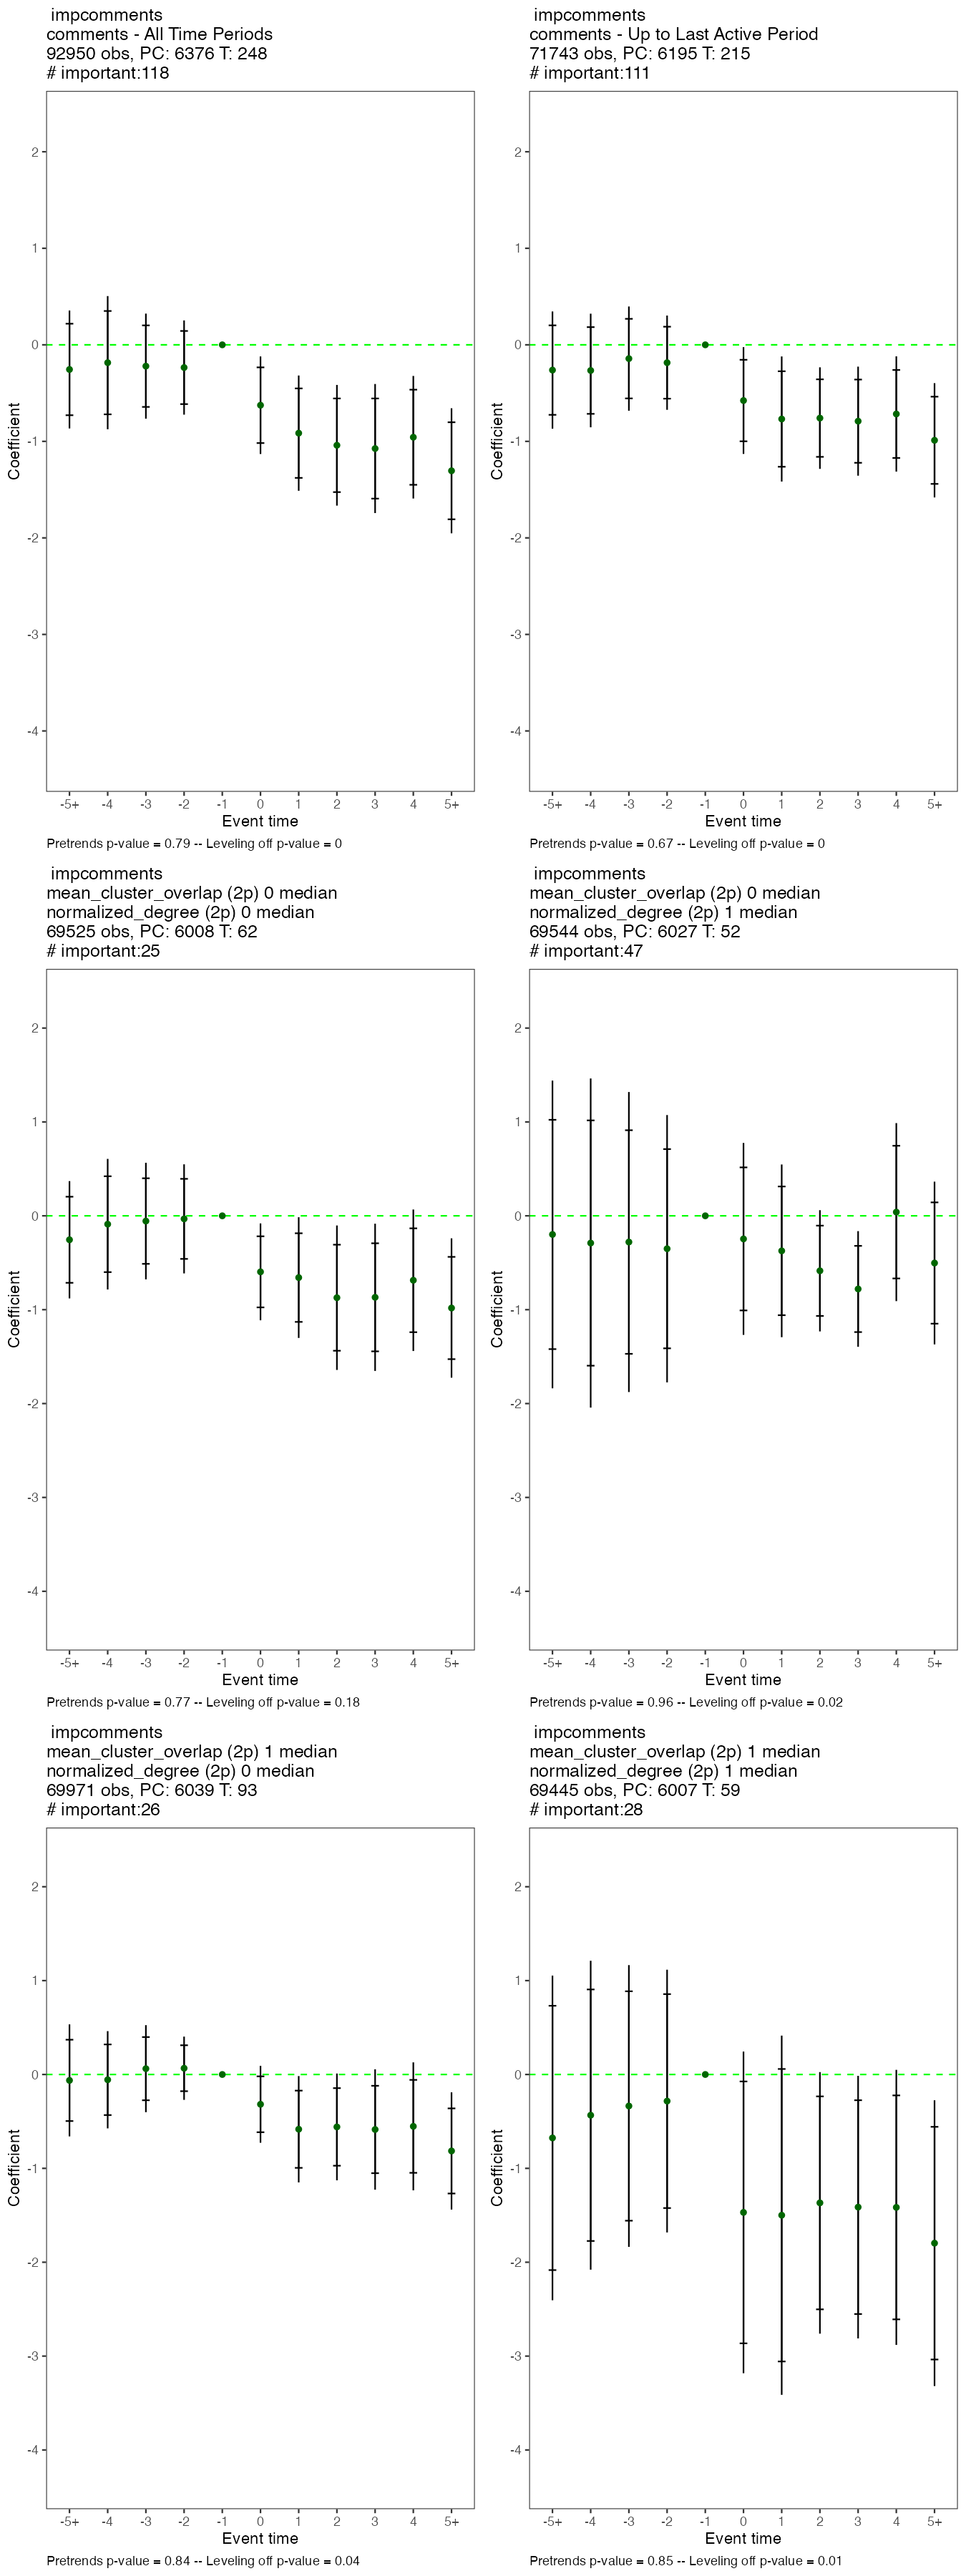 impcomments
comments - All Time Periods
92950 obs, PC: 6376 T: 248
# important:118
2
1
0
-1
-2
-3
-4
Coefficient
-5+ -4 -3 -2 -1 0 1 2 3 4 5+
Event time
Pretrends p-value = 0.79 -- Leveling off p-value = 0
impcomments
comments - Up to Last Active Period
71743 obs, PC: 6195 T: 215
# important:111
2
1
0
-1
-2
-3
-4
Coefficient
-5+ -4 -3 -2 -1 0 1 2 3 4 5+
Event time
Pretrends p-value = 0.67 -- Leveling off p-value = 0
impcomments
mean_cluster_overlap (2p) 0 median
normalized_degree (2p) 0 median
69525 obs, PC: 6008 T: 62
# important:25
2
1
0
-1
-2
-3
-4
Coefficient
-5+ -4 -3 -2 -1 0 1 2 3 4 5+
Event time
Pretrends p-value = 0.77 -- Leveling off p-value = 0.18
impcomments
mean_cluster_overlap (2p) 0 median
normalized_degree (2p) 1 median
69544 obs, PC: 6027 T: 52
# important:47
2
1
0
-1
-2
-3
-4
Coefficient
-5+ -4 -3 -2 -1 0 1 2 3 4 5+
Event time
Pretrends p-value = 0.96 -- Leveling off p-value = 0.02
impcomments
mean_cluster_overlap (2p) 1 median
normalized_degree (2p) 0 median
69971 obs, PC: 6039 T: 93
# important:26
2
1
0
-1
-2
-3
-4
Coefficient
-5+ -4 -3 -2 -1 0 1 2 3 4 5+
Event time
Pretrends p-value = 0.84 -- Leveling off p-value = 0.04
impcomments
mean_cluster_overlap (2p) 1 median
normalized_degree (2p) 1 median
69445 obs, PC: 6007 T: 59
# important:28
2
1
0
-1
-2
-3
-4
Coefficient
-5+ -4 -3 -2 -1 0 1 2 3 4 5+
Event time
Pretrends p-value = 0.85 -- Leveling off p-value = 0.01